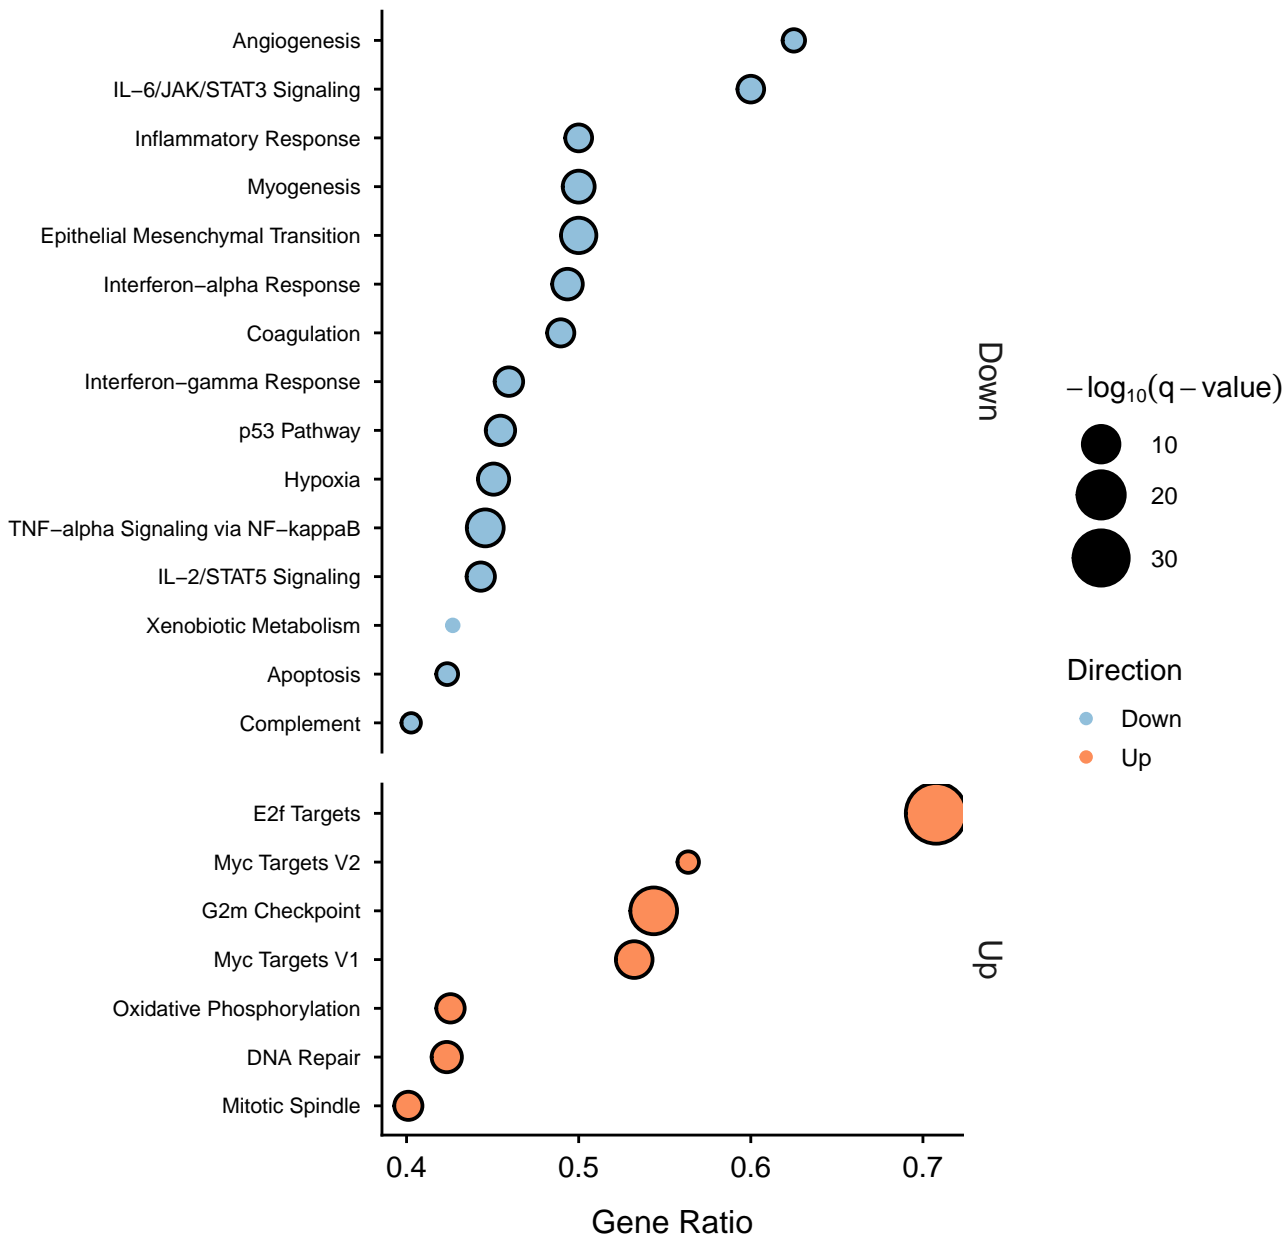 Angiogenesis
IL−6/JAK/STAT3 Signaling
Inflammatory Response
Myogenesis
Epithelial Mesenchymal Transition
Interferon−alpha Response
Coagulation
Interferon−gamma Response
p53 Pathway
Hypoxia
TNF−alpha Signaling via NF−kappaB
IL−2/STAT5 Signaling
Xenobiotic Metabolism
Apoptosis
Complement
Down
E2f Targets
Myc Targets V2
G2m Checkpoint
Myc Targets V1
Oxidative Phosphorylation
DNA Repair
Mitotic Spindle
Up
0.4 0.5 0.6 0.7
Gene Ratio
−log₁₀(q−value)
10
20
30
Direction
Down
Up